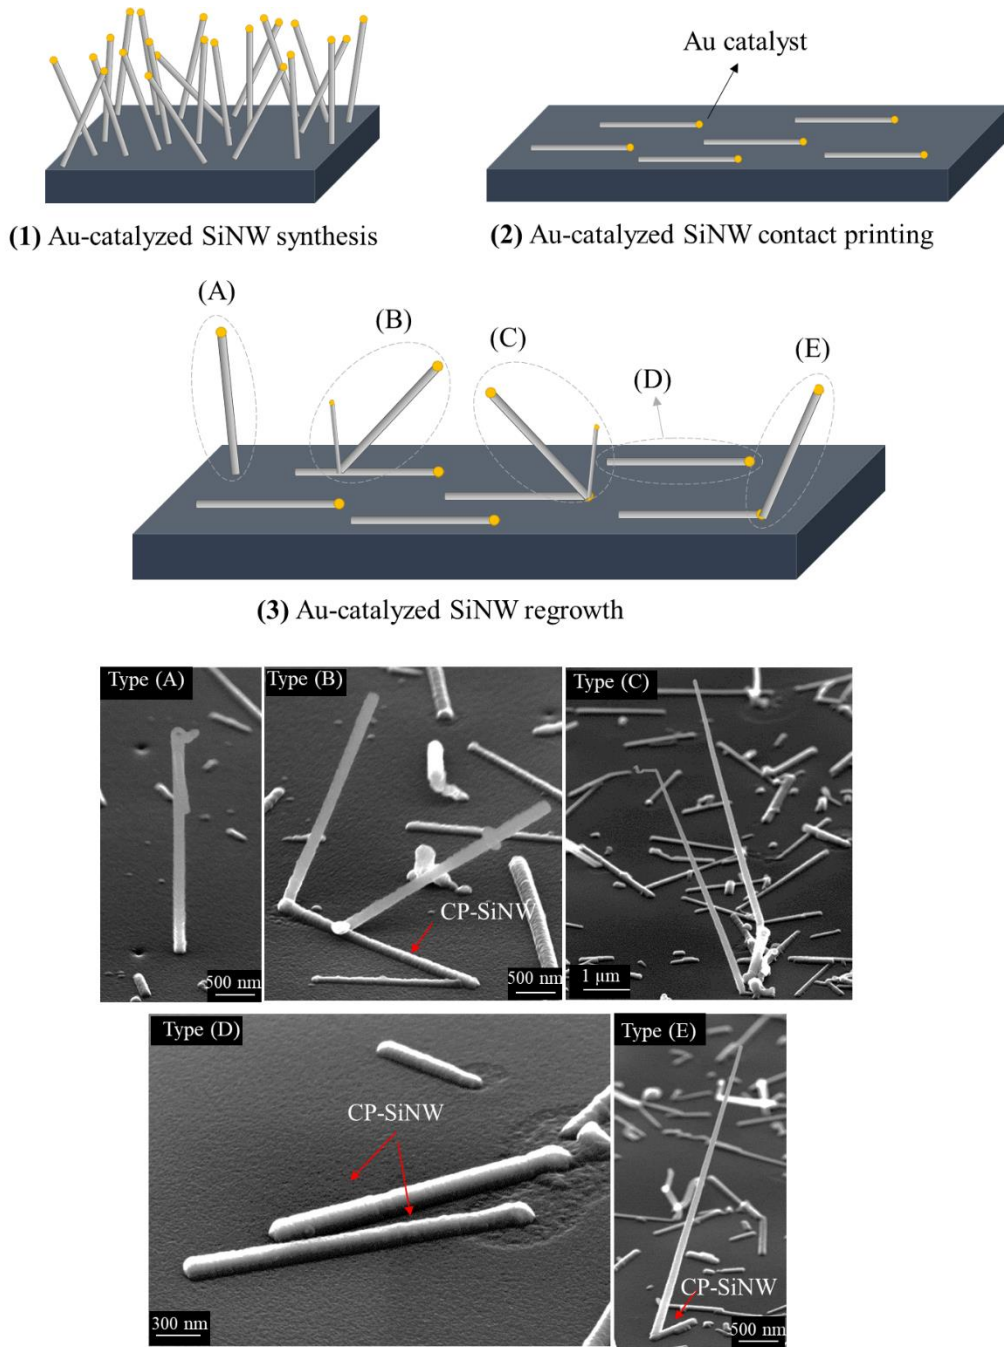 Au catalyst
(1) Au-catalyzed SiNW synthesis
(2) Au-catalyzed SiNW contact printing
(A)
(B)
(C)
(D)
(E)
(3) Au-catalyzed SiNW regrowth
Type (A)
500 nm
Type (B)
CP-SiNW
500 nm
Type (C)
1 µm
Type (D)
CP-SiNW
300 nm
Type (E)
CP-SiNW
500 nm